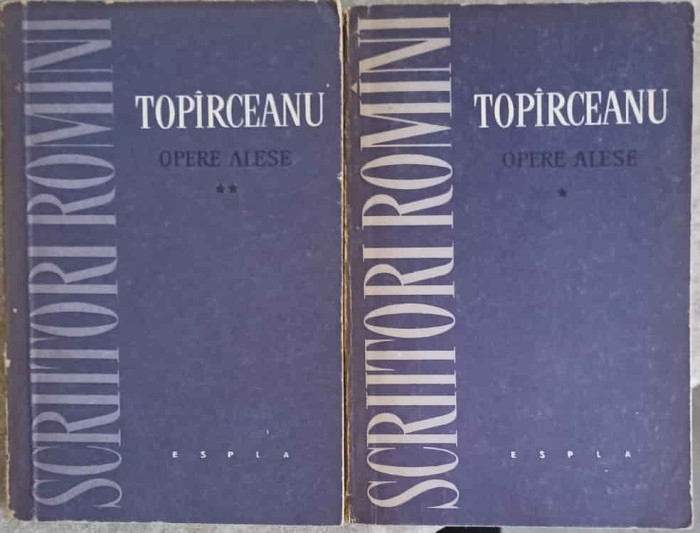 SCRIITORI ROMÎNI
TOPÎRCEANU
OPERE ALESE
**
ESPLA
SCRIITORI ROMÎNI
TOPÎRCEANU
OPERE ALESE
*
ESPLA